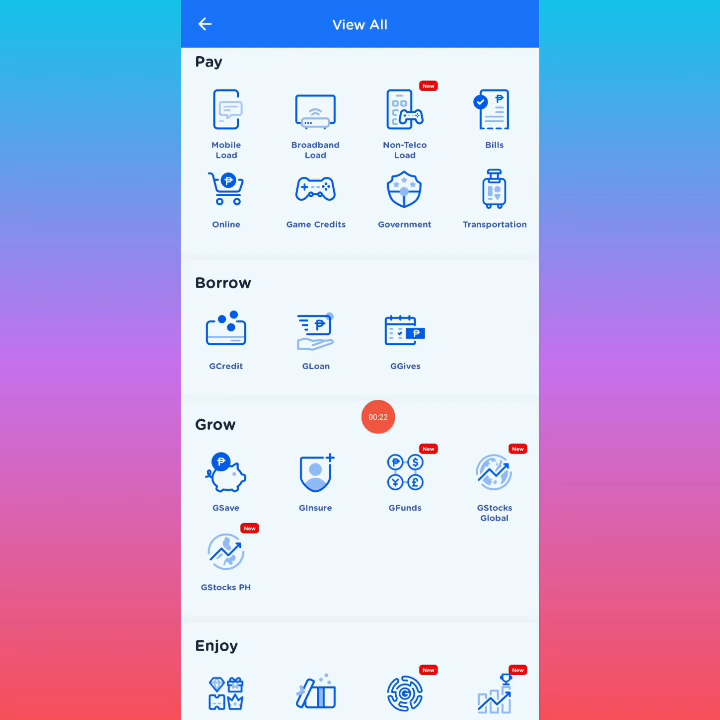 View All
Pay
New
Mobile Load
Broadband Load
Non-Telco Load
Bills
Online
Game Credits
Government
Transportation
Borrow
GCredit
GLoan
GGives
00:22
Grow
New
New
GSave
GInsure
GFunds
GStocks Global
New
GStocks PH
Enjoy
New
New